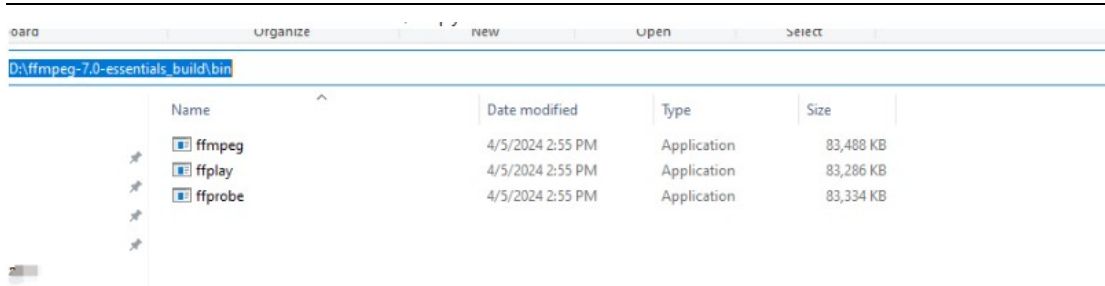 Organize New Open Select
D:\ffmpeg-7.0-essentials_build\bin
Name Date modified Type Size
ffmpeg 4/5/2024 2:55 PM Application 83,488 KB
ffplay 4/5/2024 2:55 PM Application 83,286 KB
ffprobe 4/5/2024 2:55 PM Application 83,334 KB